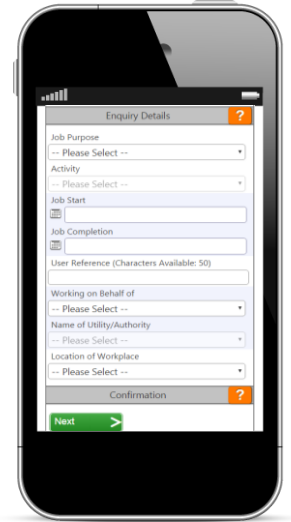 Enquiry Details ?
Job Purpose
-- Please Select --
Activity
-- Please Select --
Job Start
Job Completion
User Reference (Characters Available: 50)
Working on Behalf of
-- Please Select --
Name of Utility/Authority
-- Please Select --
Location of Workplace
-- Please Select --
Confirmation ?
Next >